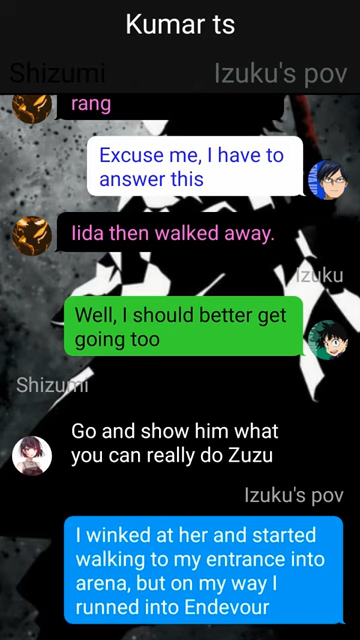 Kumar ts
Shizumi
Izuku's pov
rang
Excuse me, I have to
answer this
Iida then walked away.
Izuku
Well, I should better get
going too
Shizumi
Go and show him what
you can really do Zuzu
Izuku's pov
I winked at her and started
walking to my entrance into
arena, but on my way I
runned into Endevour